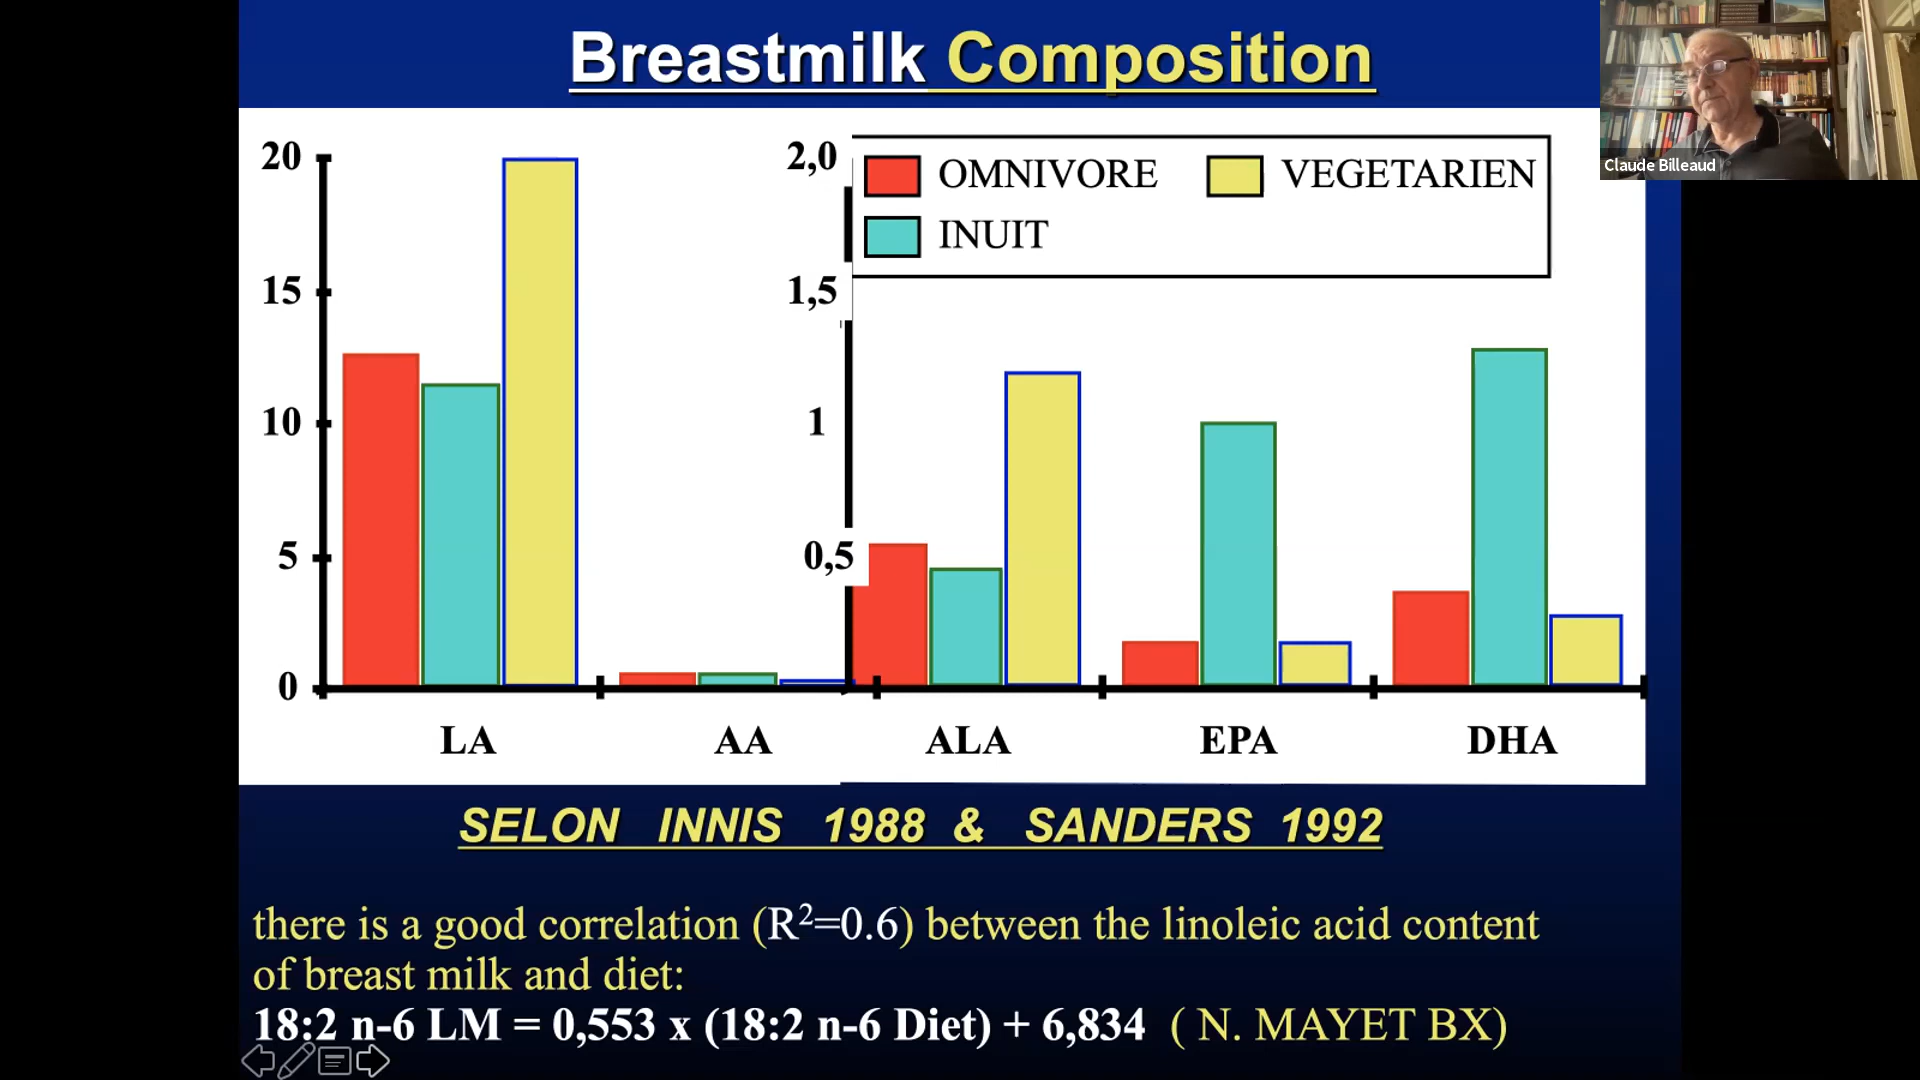 Breastmilk Composition
Claude Billeaud
20
15
10
5
0
2,0
1,5
1
0,5
OMNIVORE VEGETARIEN
INUIT
LA AA ALA EPA DHA
SELON INNIS 1988 & SANDERS 1992
there is a good correlation (R²=0.6) between the linoleic acid content
of breast milk and diet:
18:2 n-6 LM = 0,553 x (18:2 n-6 Diet) + 6,834 ( N. MAYET BX)